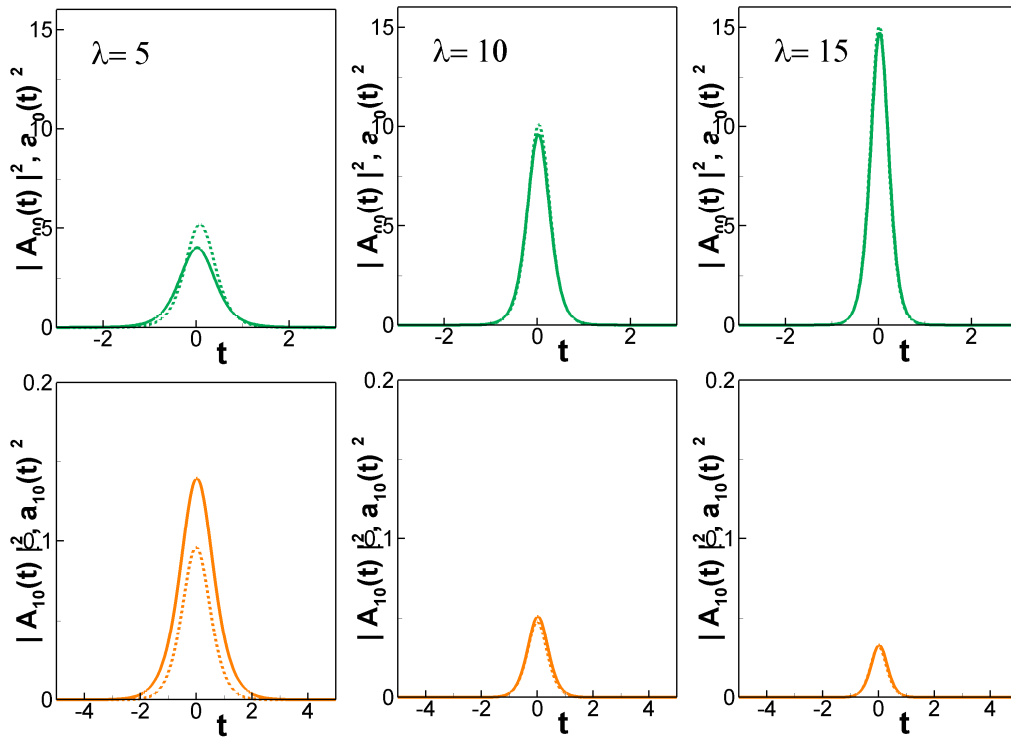 λ= 5
15
10
5
0
-2 0 2
t
| A₀₀(t) |², a₁₀(t) ²
λ= 10
15
10
5
0
-2 0 2
t
| A₀₀(t) |², a₁₀(t) ²
λ= 15
15
10
5
0
-2 0 2
t
| A₀₀(t) |², a₁₀(t) ²
0.2
0.1
0
-4 -2 0 2 4
t
| A₁₀(t) |², a₁₀(t) ²
0.2
0.1
0
-4 -2 0 2 4
t
| A₁₀(t) |², a₁₀(t) ²
0.2
0.1
0
-4 -2 0 2 4
t
| A₁₀(t) |², a₁₀(t) ²